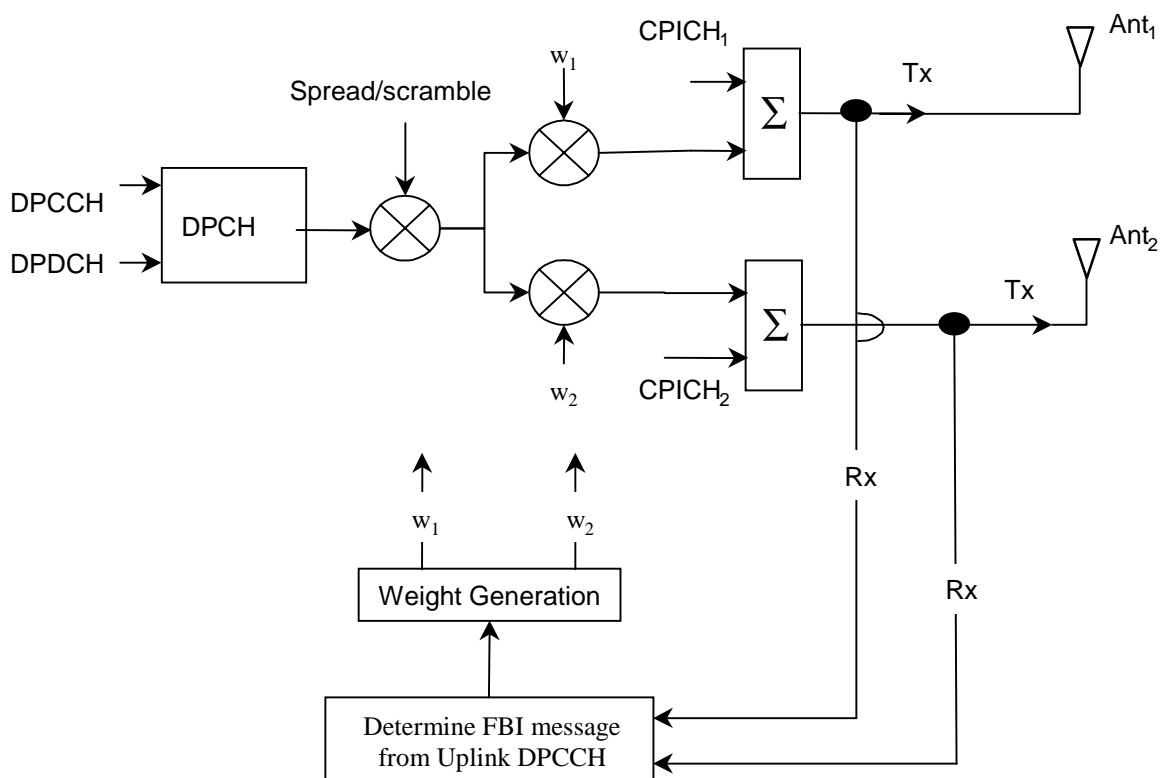 CPICH1
Ant1
w1
Tx
Spread/scramble
Σ
DPCCH
DPCH
DPDCH
Ant2
Tx
Σ
CPICH2
w2
Rx
w1
w2
Rx
Weight Generation
Determine FBI message
from Uplink DPCCH